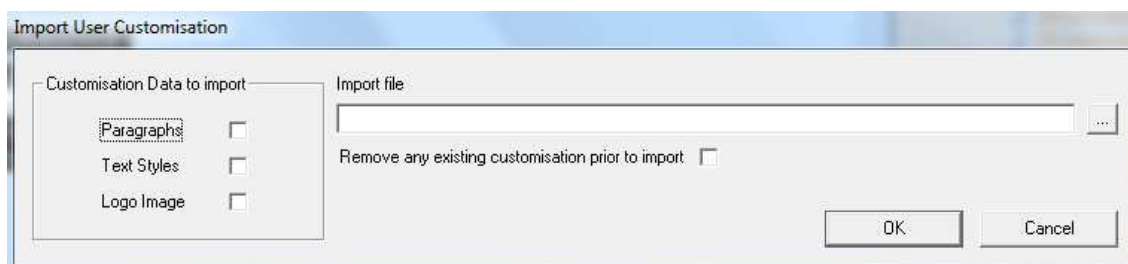 Import User Customisation
Customisation Data to import
Paragraphs
Text Styles
Logo Image
Import file
...
Remove any existing customisation prior to import
OK
Cancel